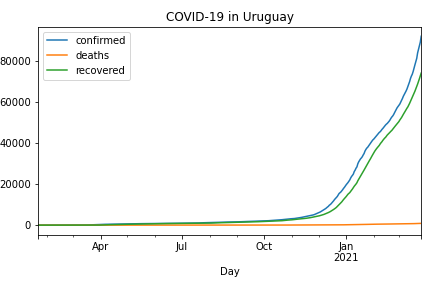 COVID-19 in Uruguay
confirmed
deaths
recovered
80000
60000
40000
20000
0
Apr Jul Oct Jan
2021
Day